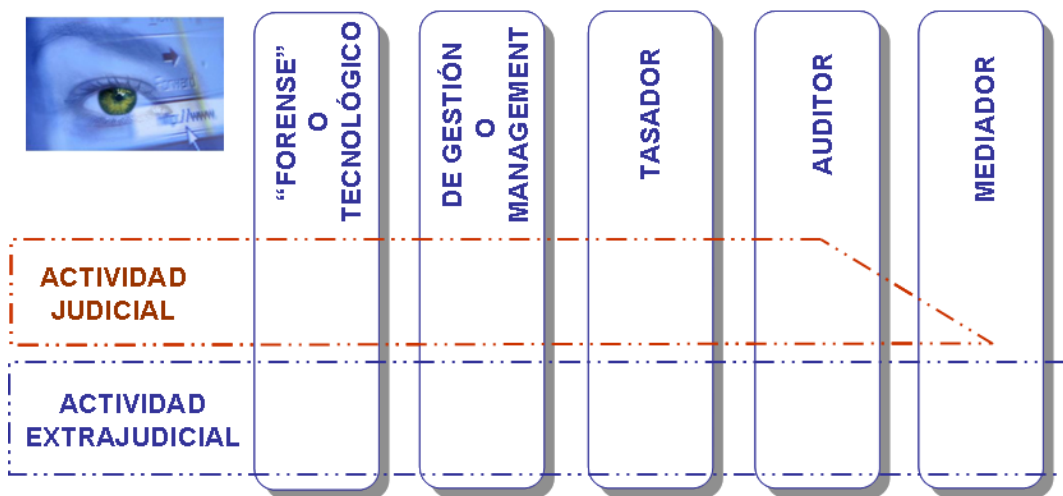 “FORENSE”
O
TECNOLÓGICO
DE GESTIÓN
O
MANAGEMENT
TASADOR
AUDITOR
MEDIADOR
ACTIVIDAD
JUDICIAL
ACTIVIDAD
EXTRAJUDICIAL